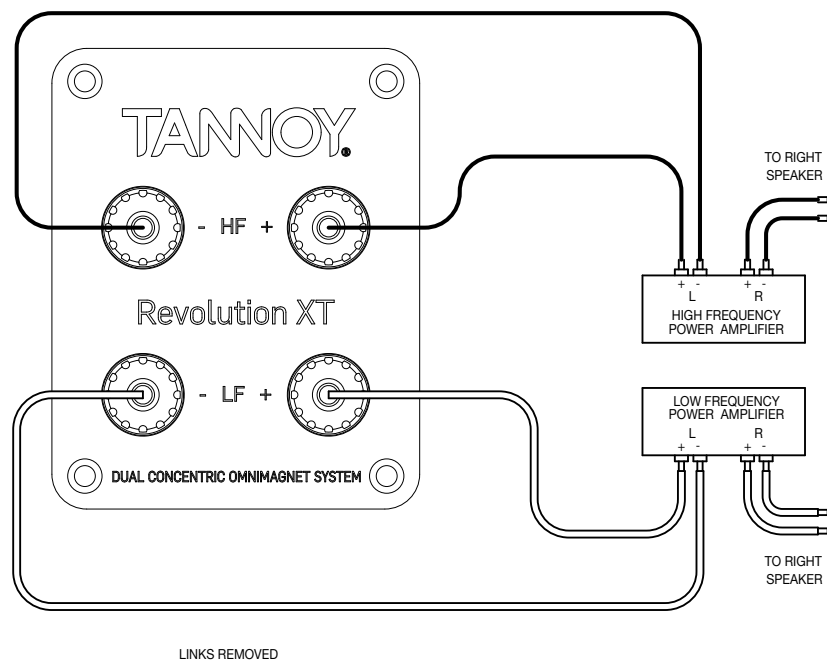 TANNOY®
- HF +
Revolution XT
- LF +
DUAL CONCENTRIC OMNIMAGNET SYSTEM
TO RIGHT
SPEAKER
+ - + -
L R
HIGH FREQUENCY
POWER AMPLIFIER
LOW FREQUENCY
POWER AMPLIFIER
L R
+ - + -
TO RIGHT
SPEAKER
LINKS REMOVED